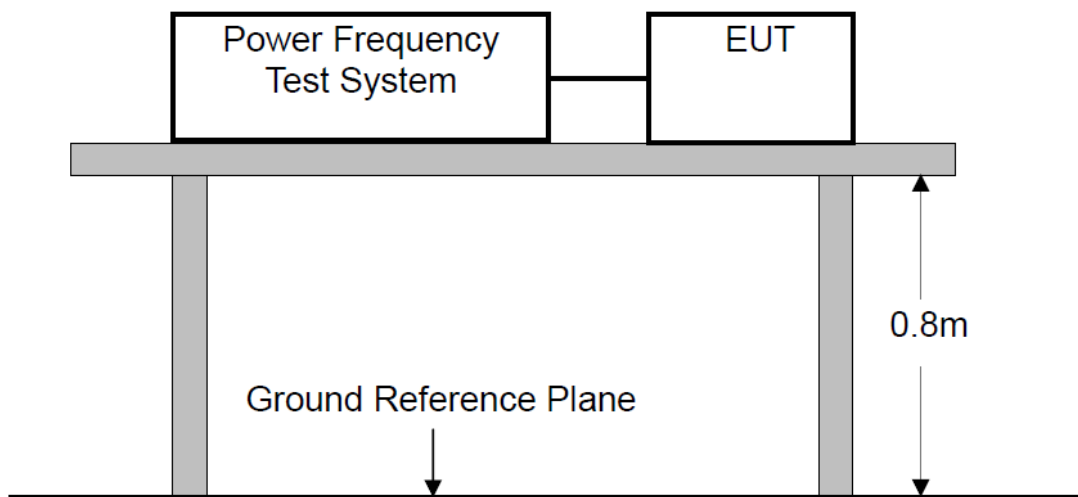 Power Frequency
Test System
EUT
0.8m
Ground Reference Plane